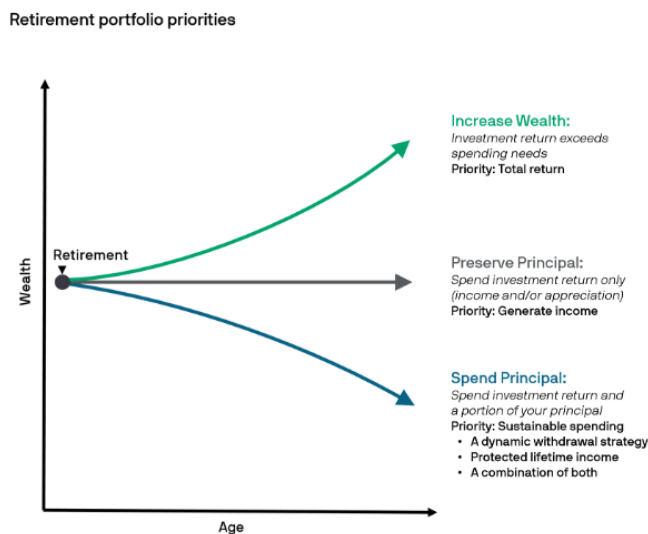 Retirement portfolio priorities
Increase Wealth:
Investment return exceeds
spending needs
Priority: Total return
Retirement
Wealth
Preserve Principal:
Spend investment return only
(income and/or appreciation)
Priority: Generate income
Spend Principal:
Spend investment return and
a portion of your principal
Priority: Sustainable spending
• A dynamic withdrawal strategy
• Protected lifetime income
• A combination of both
Age